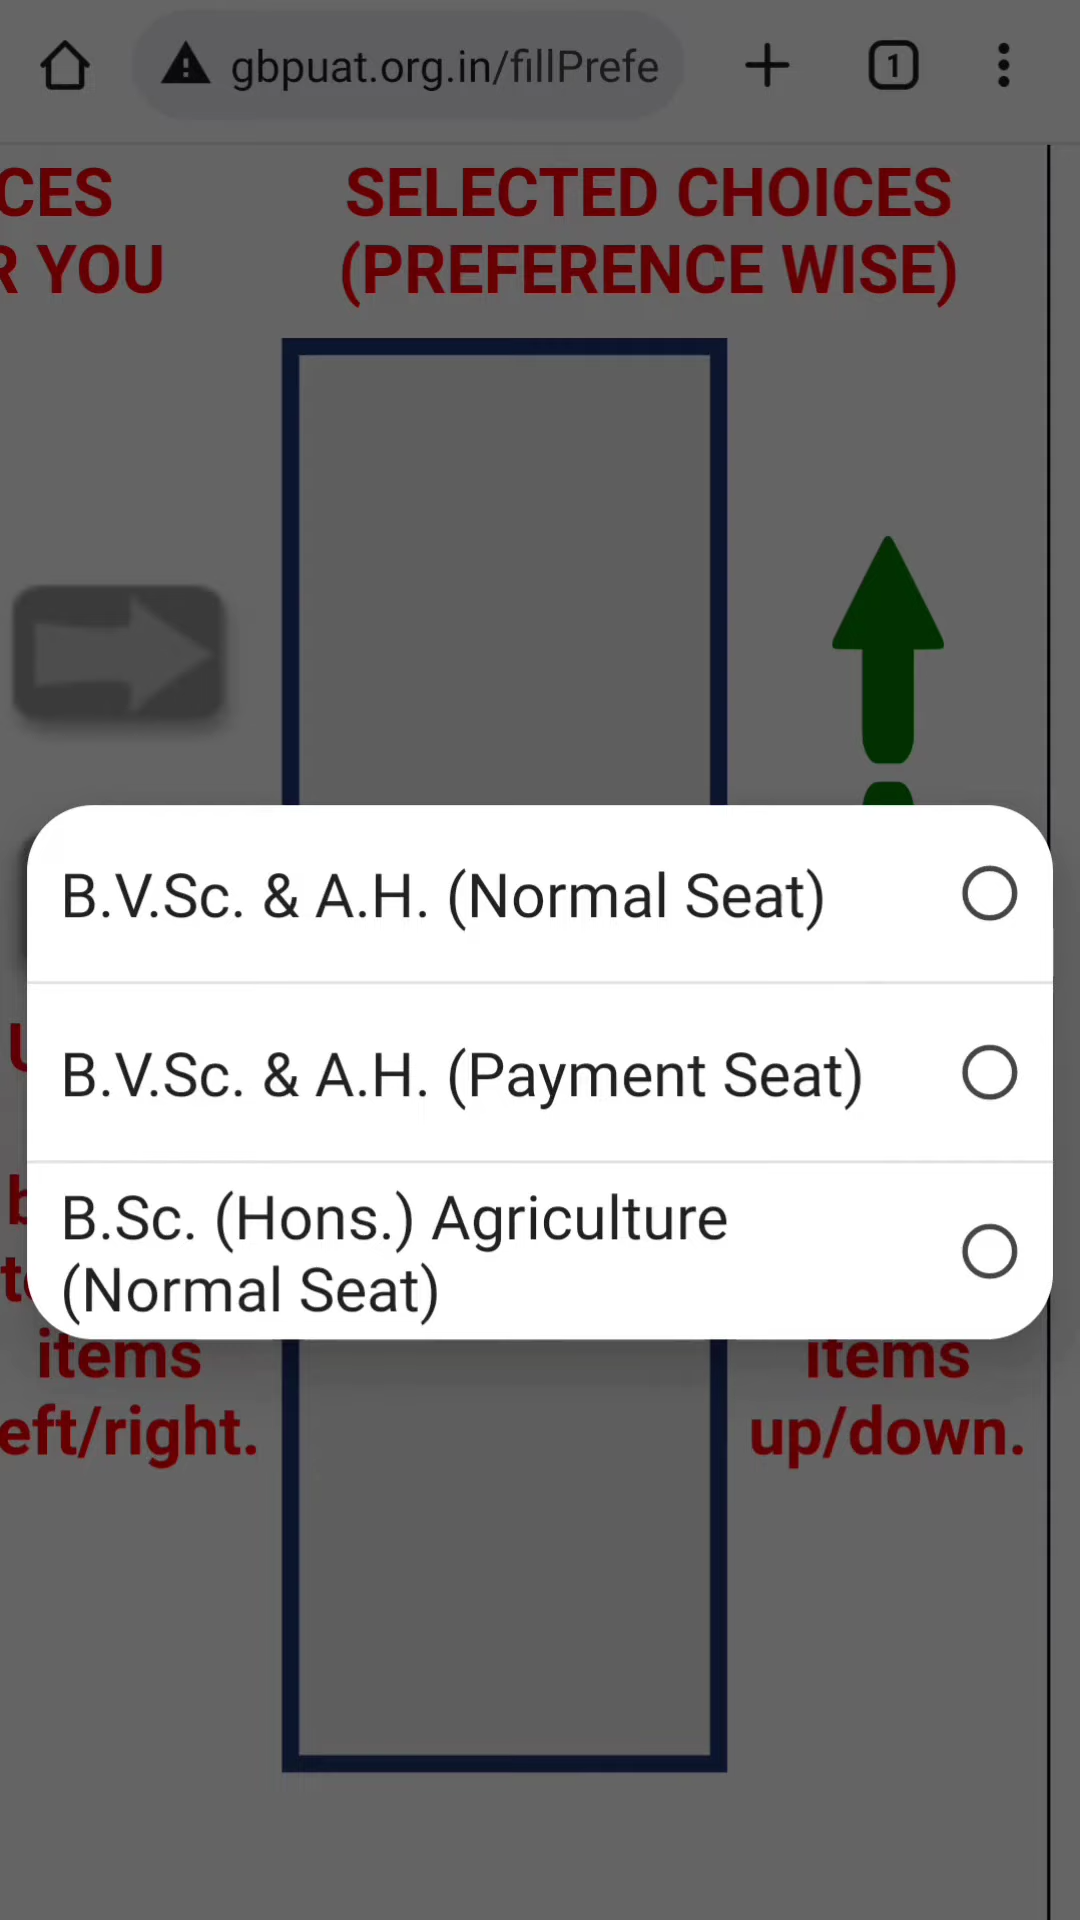 gbpuat.org.in/fillPrefe
1
CES
R YOU
SELECTED CHOICES
(PREFERENCE WISE)
B.V.Sc. & A.H. (Normal Seat)
B.V.Sc. & A.H. (Payment Seat)
B.Sc. (Hons.) Agriculture
(Normal Seat)
items
eft/right.
items
up/down.